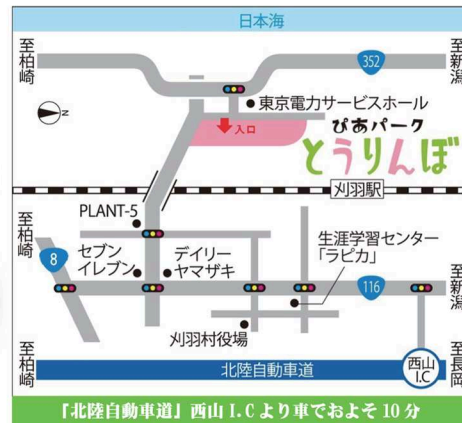 日本海
至柏崎
352
至新潟
東京電力サービスホール
N
入口
ぴあパーク
とうりんぼ
刈羽駅
PLANT-5
至柏崎
8
セブン
イレブン
デイリー
ヤマザキ
生涯学習センター
「ラピカ」
116
至新潟
刈羽村役場
至柏崎
北陸自動車道
西山
I.C
至長岡
『北陸自動車道』西山I.Cより車でおよそ10分